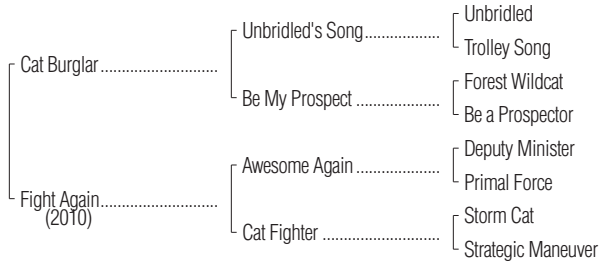 Unbridled
Unbridled's Song
Trolley Song
Cat Burglar
Forest Wildcat
Be My Prospect
Be a Prospector
Deputy Minister
Awesome Again
Primal Force
Fight Again
(2010)
Storm Cat
Cat Fighter
Strategic Maneuver